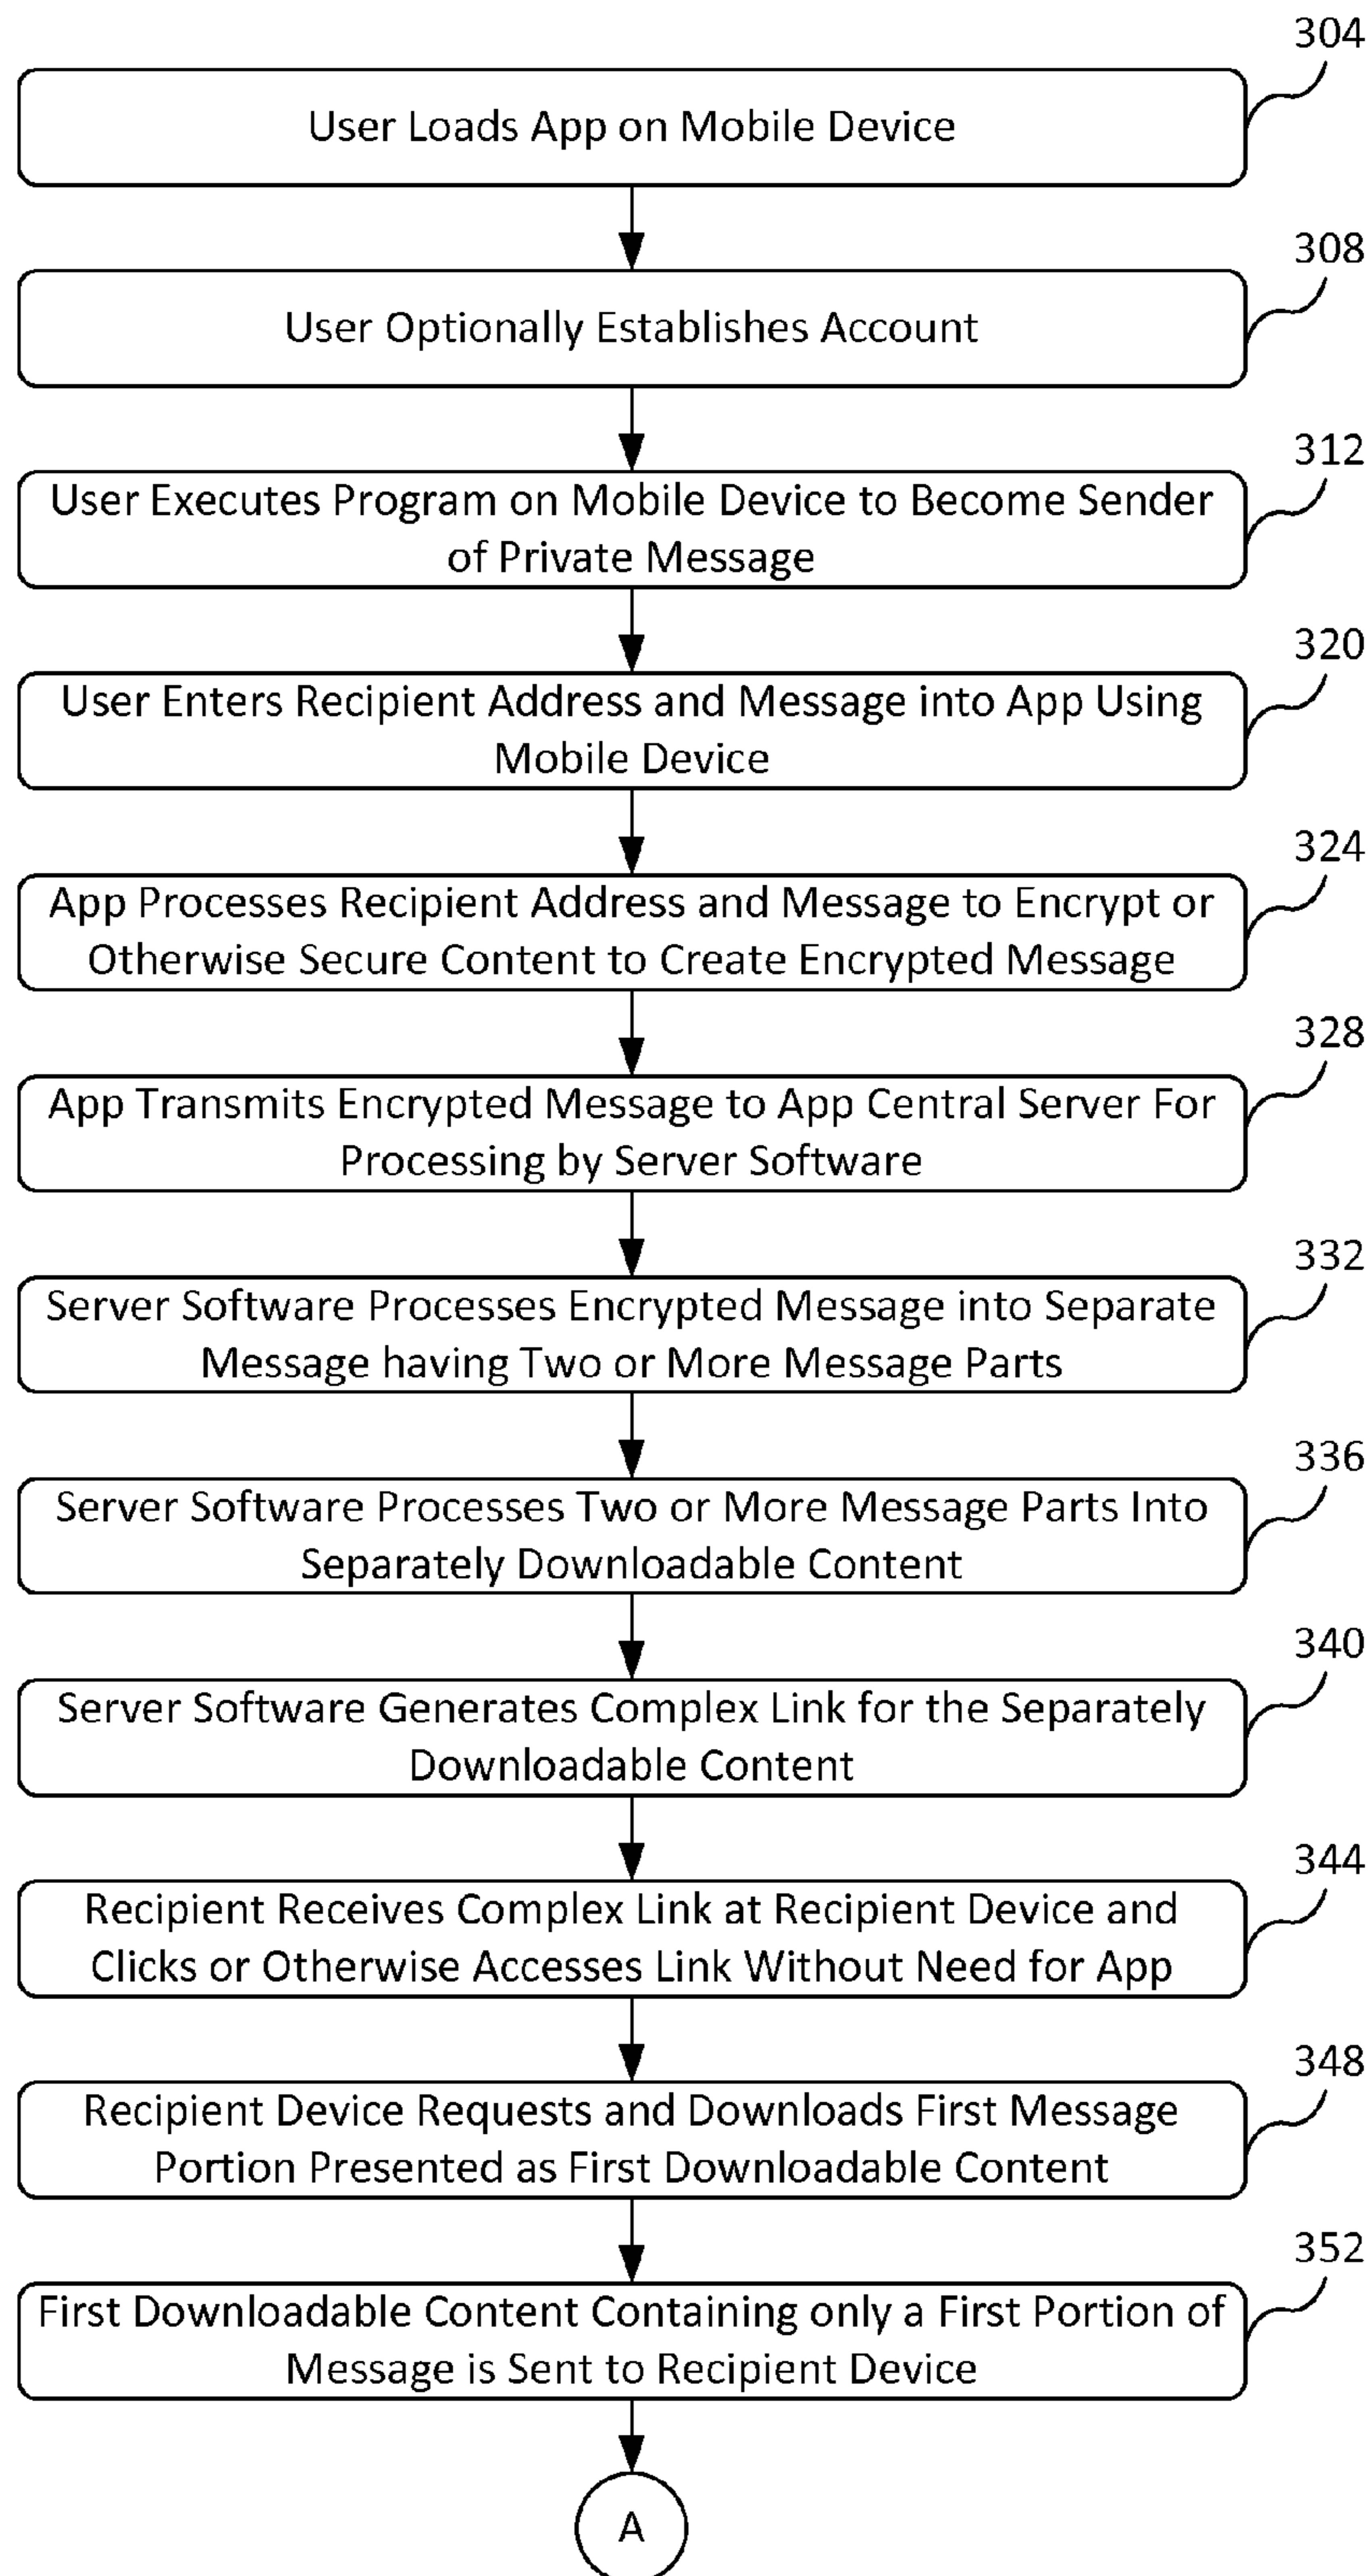 304
User Loads App on Mobile Device
308
User Optionally Establishes Account
312
User Executes Program on Mobile Device to Become Sender
of Private Message
320
User Enters Recipient Address and Message into App Using
Mobile Device
324
App Processes Recipient Address and Message to Encrypt or
Otherwise Secure Content to Create Encrypted Message
328
App Transmits Encrypted Message to App Central Server For
Processing by Server Software
332
Server Software Processes Encrypted Message into Separate
Message having Two or More Message Parts
336
Server Software Processes Two or More Message Parts Into
Separately Downloadable Content
340
Server Software Generates Complex Link for the Separately
Downloadable Content
344
Recipient Receives Complex Link at Recipient Device and
Clicks or Otherwise Accesses Link Without Need for App
348
Recipient Device Requests and Downloads First Message
Portion Presented as First Downloadable Content
352
First Downloadable Content Containing only a First Portion of
Message is Sent to Recipient Device
A